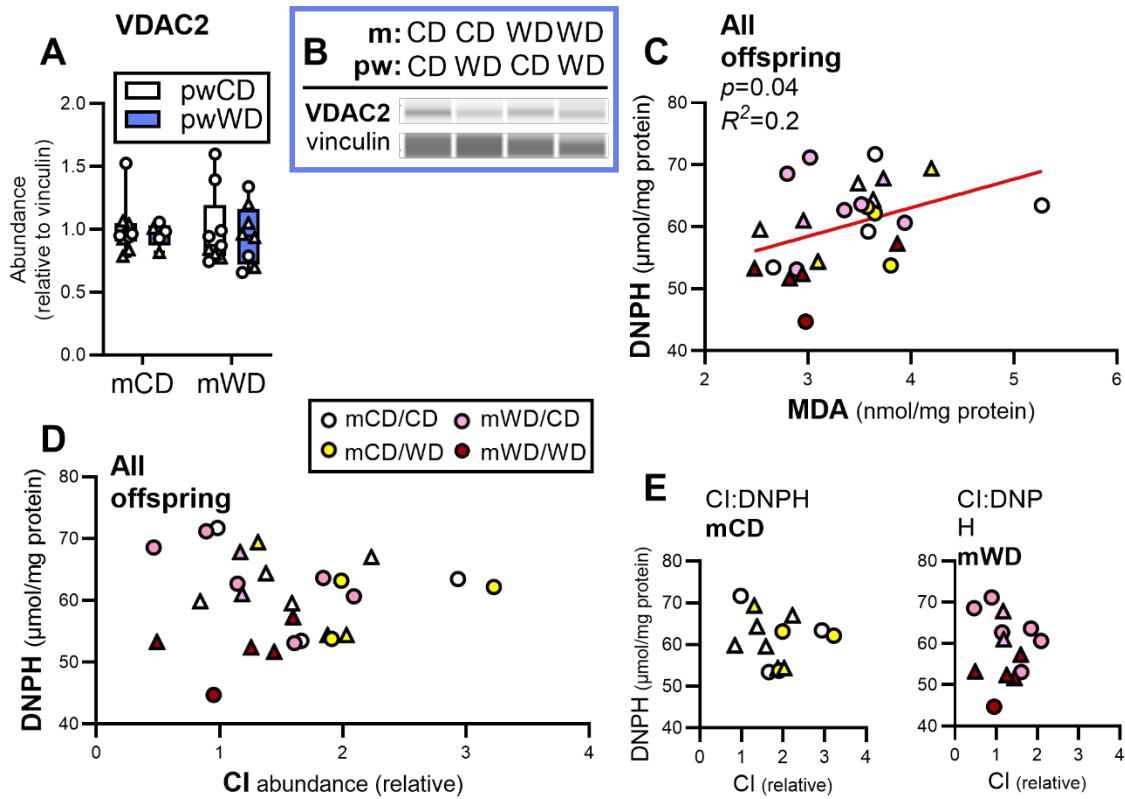 VDAC2
A
pwCD
pwWD
Abundance
(relative to vinculin)
2.0
1.5
1.0
0.5
0.0
mCD mWD
B
m: CD CD WD WD
pw: CD WD CD WD
VDAC2
vinculin
C
All
offspring
p=0.04
R²=0.2
DNPH (µmol/mg protein)
80
70
60
50
40
2 3 4 5 6
MDA (nmol/mg protein)
D
mCD/CD mWD/CD
mCD/WD mWD/WD
All
offspring
DNPH (µmol/mg protein)
80
70
60
50
40
0 1 2 3 4
CI abundance (relative)
E
CI:DNPH
mCD
DNPH (µmol/mg protein)
80
70
60
50
40
0 1 2 3 4
CI (relative)
CI:DNP
H
mWD
80
70
60
50
40
0 1 2 3 4
CI (relative)